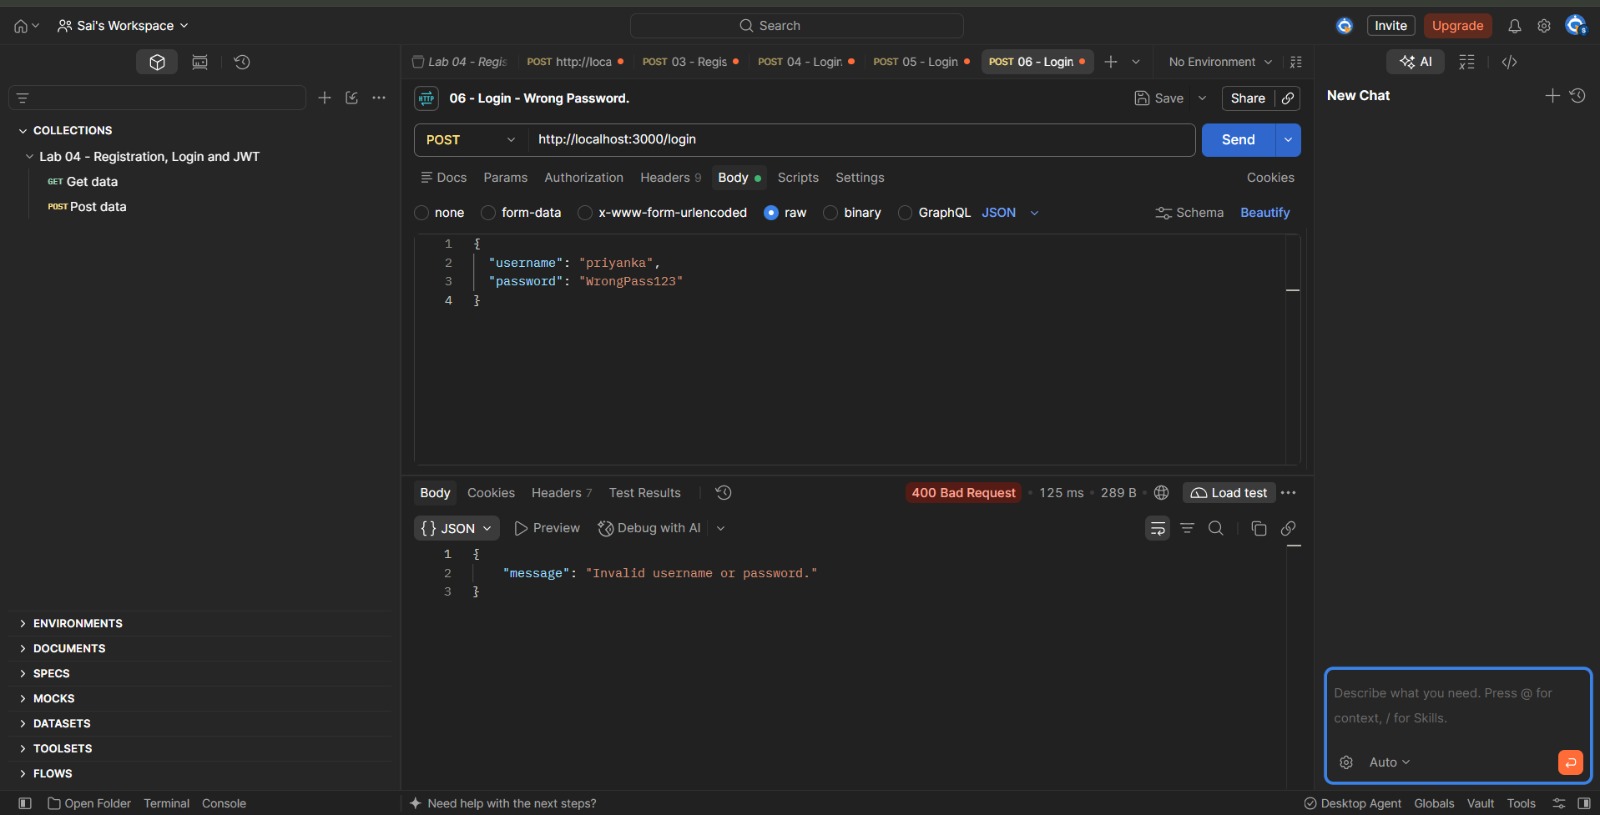 Sai's Workspace
Search
Invite
Upgrade
Lab 04 - Regis
POST http://loca
POST 03 - Regis
POST 04 - Login
POST 05 - Login
POST 06 - Login
No Environment
AI
06 - Login - Wrong Password.
Save
Share
New Chat
COLLECTIONS
Lab 04 - Registration, Login and JWT
GET Get data
POST Post data
POST
http://localhost:3000/login
Send
Docs
Params
Authorization
Headers 9
Body
Scripts
Settings
Cookies
none
form-data
x-www-form-urlencoded
raw
binary
GraphQL
JSON
Schema
Beautify
1 {
2 "username": "priyanka",
3 "password": "WrongPass123"
4 }
Body
Cookies
Headers 7
Test Results
400 Bad Request
125 ms
289 B
Load test
{} JSON
Preview
Debug with AI
1 {
2 "message": "Invalid username or password."
3 }
ENVIRONMENTS
DOCUMENTS
SPECS
MOCKS
DATASETS
TOOLSETS
FLOWS
Describe what you need. Press @ for
context, / for Skills.
Auto
Open Folder
Terminal
Console
Need help with the next steps?
Desktop Agent
Globals
Vault
Tools